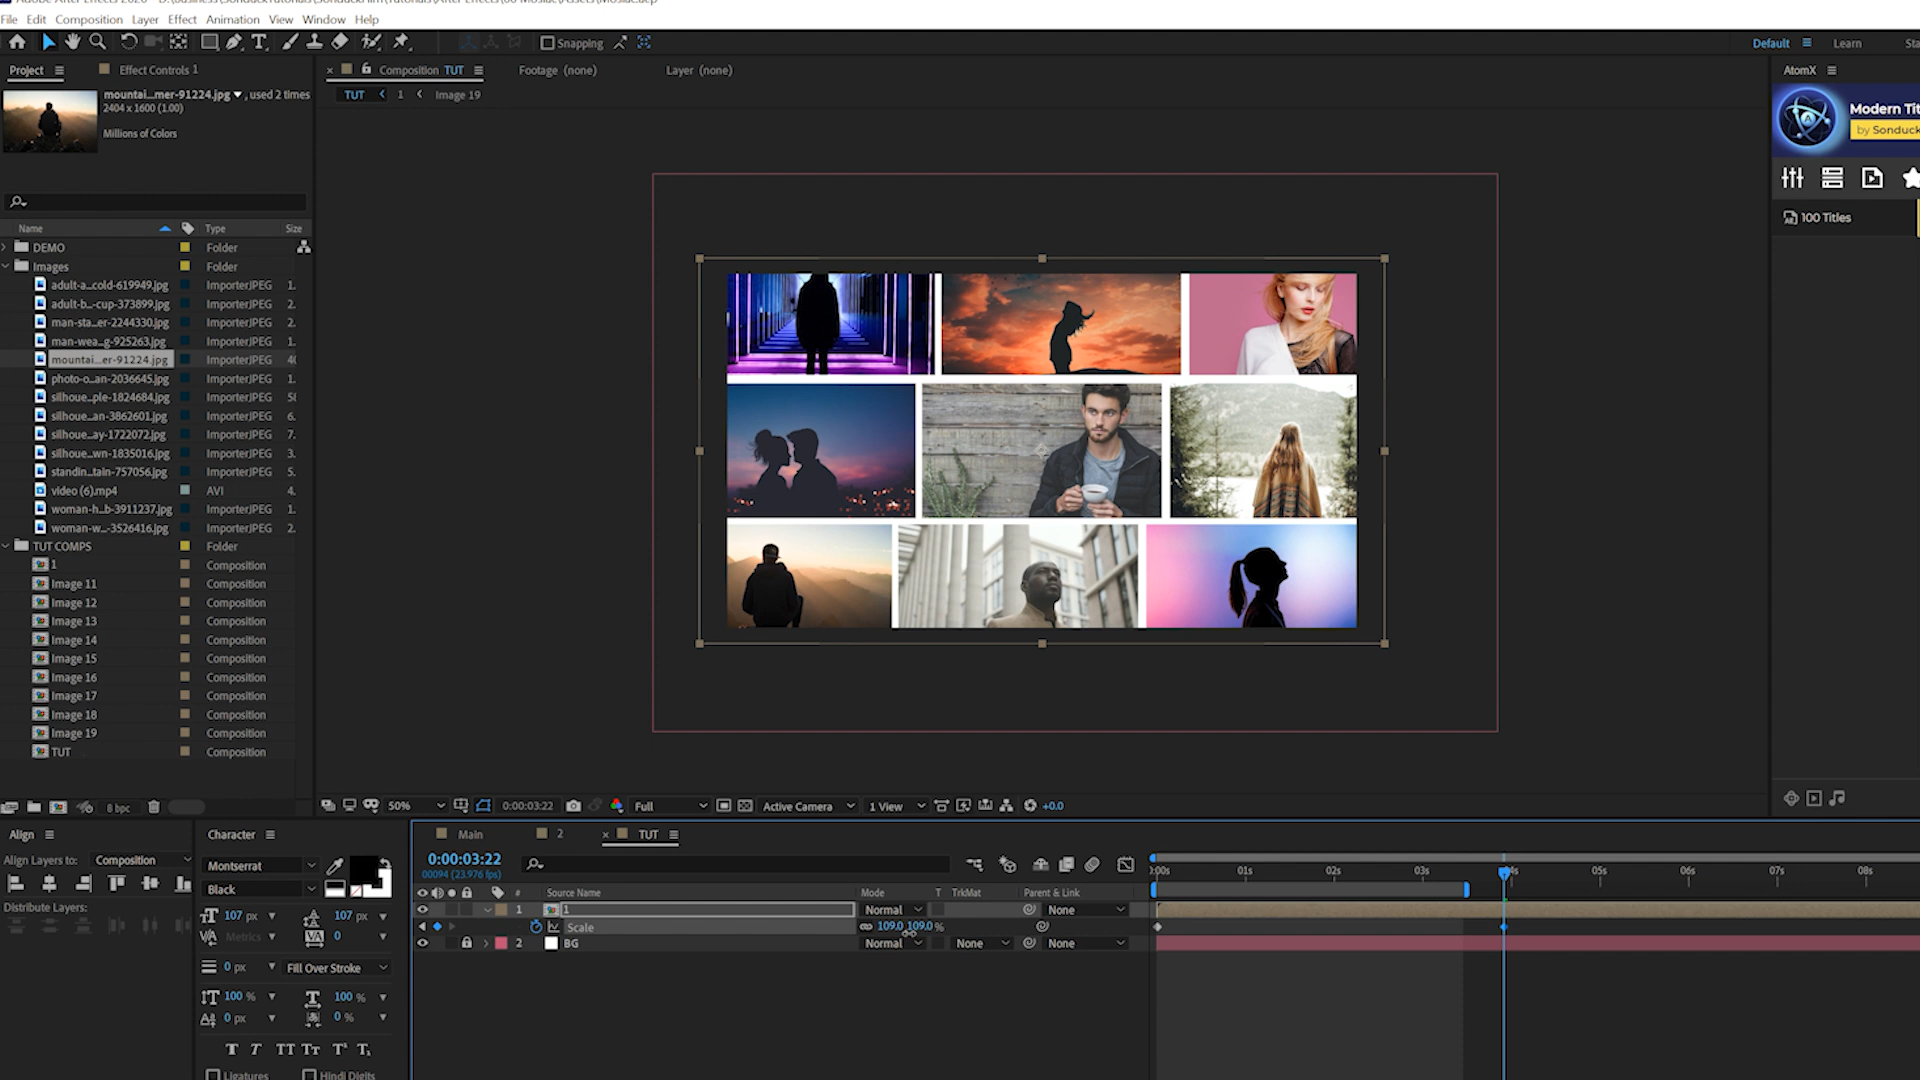 File Edit Composition Layer Effect Animation View Window Help
Snapping
Default
Learn
Project
Effect Controls 1
Composition TUT
Footage (none)
Layer (none)
AtomX
TUT
1
Image 19
mountai...mer-91224.jpg , used 2 times
2404 x 1600 (1.00)
Millions of Colors
Modern Tit
by Sonduck
100 Titles
Name Type Size
DEMO Folder
Images Folder
adult-a...cold-619949.jpg ImporterJPEG 1.
adult-b...-cup-373899.jpg ImporterJPEG 2.
man-sta...er-2244330.jpg ImporterJPEG 2.
man-wea...g-925263.jpg ImporterJPEG 1.
mountai...er-91224.jpg ImporterJPEG
photo-o...an-2036645.jpg ImporterJPEG 1.
silhoue...ple-1824684.jpg ImporterJPEG
silhoue...an-3862601.jpg ImporterJPEG 6.
silhoue...ay-1722072.jpg ImporterJPEG 7.
silhoue...wn-1835016.jpg ImporterJPEG 3.
standin...tain-757056.jpg ImporterJPEG 5.
video (6).mp4 AVI 4.
woman-h...b-3911237.jpg ImporterJPEG 1.
woman-w...-3526416.jpg ImporterJPEG 2.
TUT COMPS Folder
1 Composition
Image 11 Composition
Image 12 Composition
Image 13 Composition
Image 14 Composition
Image 15 Composition
Image 16 Composition
Image 17 Composition
Image 18 Composition
Image 19 Composition
TUT Composition
8 bpc
50%
0:00:03:22
Full
Active Camera
1 View
+0.0
Align
Align Layers to: Composition
Distribute Layers:
Character
Montserrat
Black
107 px
107 px
Metrics
0
0 px
Fill Over Stroke
100 %
100 %
0 px
0 %
T T TT Tr T¹ T₁
Ligatures
Hindi Digits
Main
2
TUT
0:00:03:22
00094 (23.976 fps)
# Source Name Mode T TrkMat Parent & Link
1 1 Normal None
Scale 109.0, 109.0 %
2 BG Normal None None
0:00s 01s 02s 03s 05s 06s 07s 08s